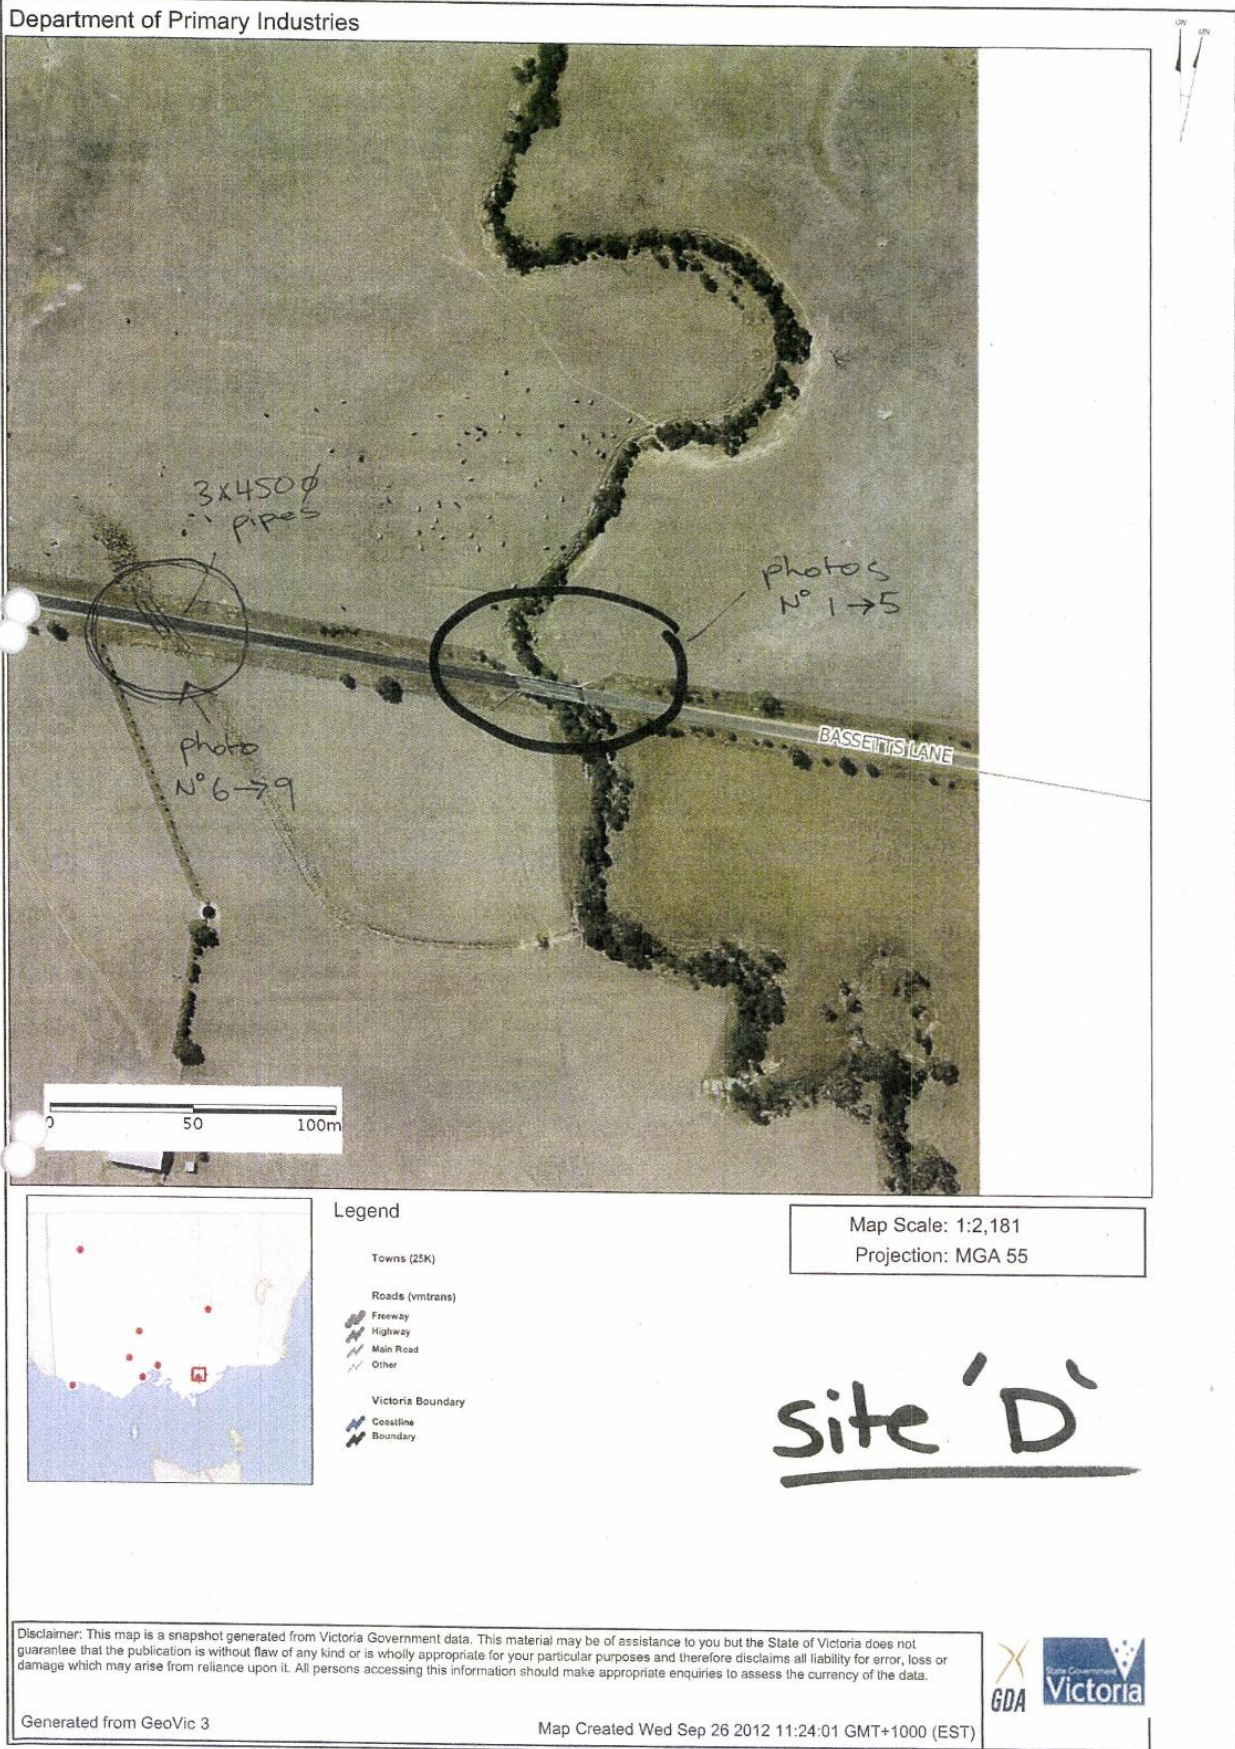 Department of Primary Industries
GN
MN
3x450ø
pipes
photos
N° 1→5
BASSETTS LANE
photo
N° 6→9
0 50 100m
Legend
Towns (25K)
Roads (vmtrans)
Freeway
Highway
Main Road
Other
Victoria Boundary
Coastline
Boundary
Map Scale: 1:2,181
Projection: MGA 55
site 'D'
Disclaimer: This map is a snapshot generated from Victoria Government data. This material may be of assistance to you but the State of Victoria does not
guarantee that the publication is without flaw of any kind or is wholly appropriate for your particular purposes and therefore disclaims all liability for error, loss or
damage which may arise from reliance upon it. All persons accessing this information should make appropriate enquiries to assess the currency of the data.
GDA
State Government
Victoria
Generated from GeoVic 3
Map Created Wed Sep 26 2012 11:24:01 GMT+1000 (EST)